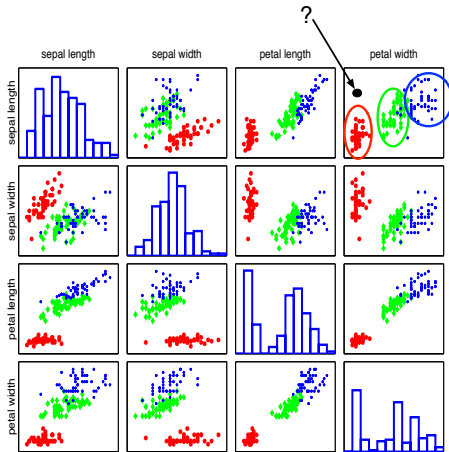 ?
sepal length
sepal width
petal length
petal width
sepal length
sepal width
petal length
petal width